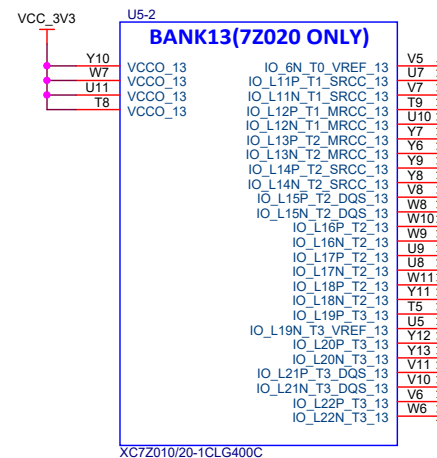 VCC_3V3
U5-2
BANK13(7Z020 ONLY)
Y10 VCCO_13
W7 VCCO_13
U11 VCCO_13
T8 VCCO_13
IO_6N_T0_VREF_13 V5
IO_L11P_T1_SRCC_13 U7
IO_L11N_T1_SRCC_13 V7
IO_L12P_T1_MRCC_13 T9
IO_L12N_T1_MRCC_13 U10
IO_L13P_T2_MRCC_13 Y7
IO_L13N_T2_MRCC_13 Y6
IO_L14P_T2_SRCC_13 Y9
IO_L14N_T2_SRCC_13 Y8
IO_L15P_T2_DQS_13 V8
IO_L15N_T2_DQS_13 W8
IO_L16P_T2_13 W10
IO_L16N_T2_13 W9
IO_L17P_T2_13 U9
IO_L17N_T2_13 U8
IO_L18P_T2_13 W11
IO_L18N_T2_13 Y11
IO_L19P_T3_13 T5
IO_L19N_T3_VREF_13 U5
IO_L20P_T3_13 Y12
IO_L20N_T3_13 Y13
IO_L21P_T3_DQS_13 V11
IO_L21N_T3_DQS_13 V10
IO_L22P_T3_13 V6
IO_L22N_T3_13 W6
XC7Z010/20-1CLG400C